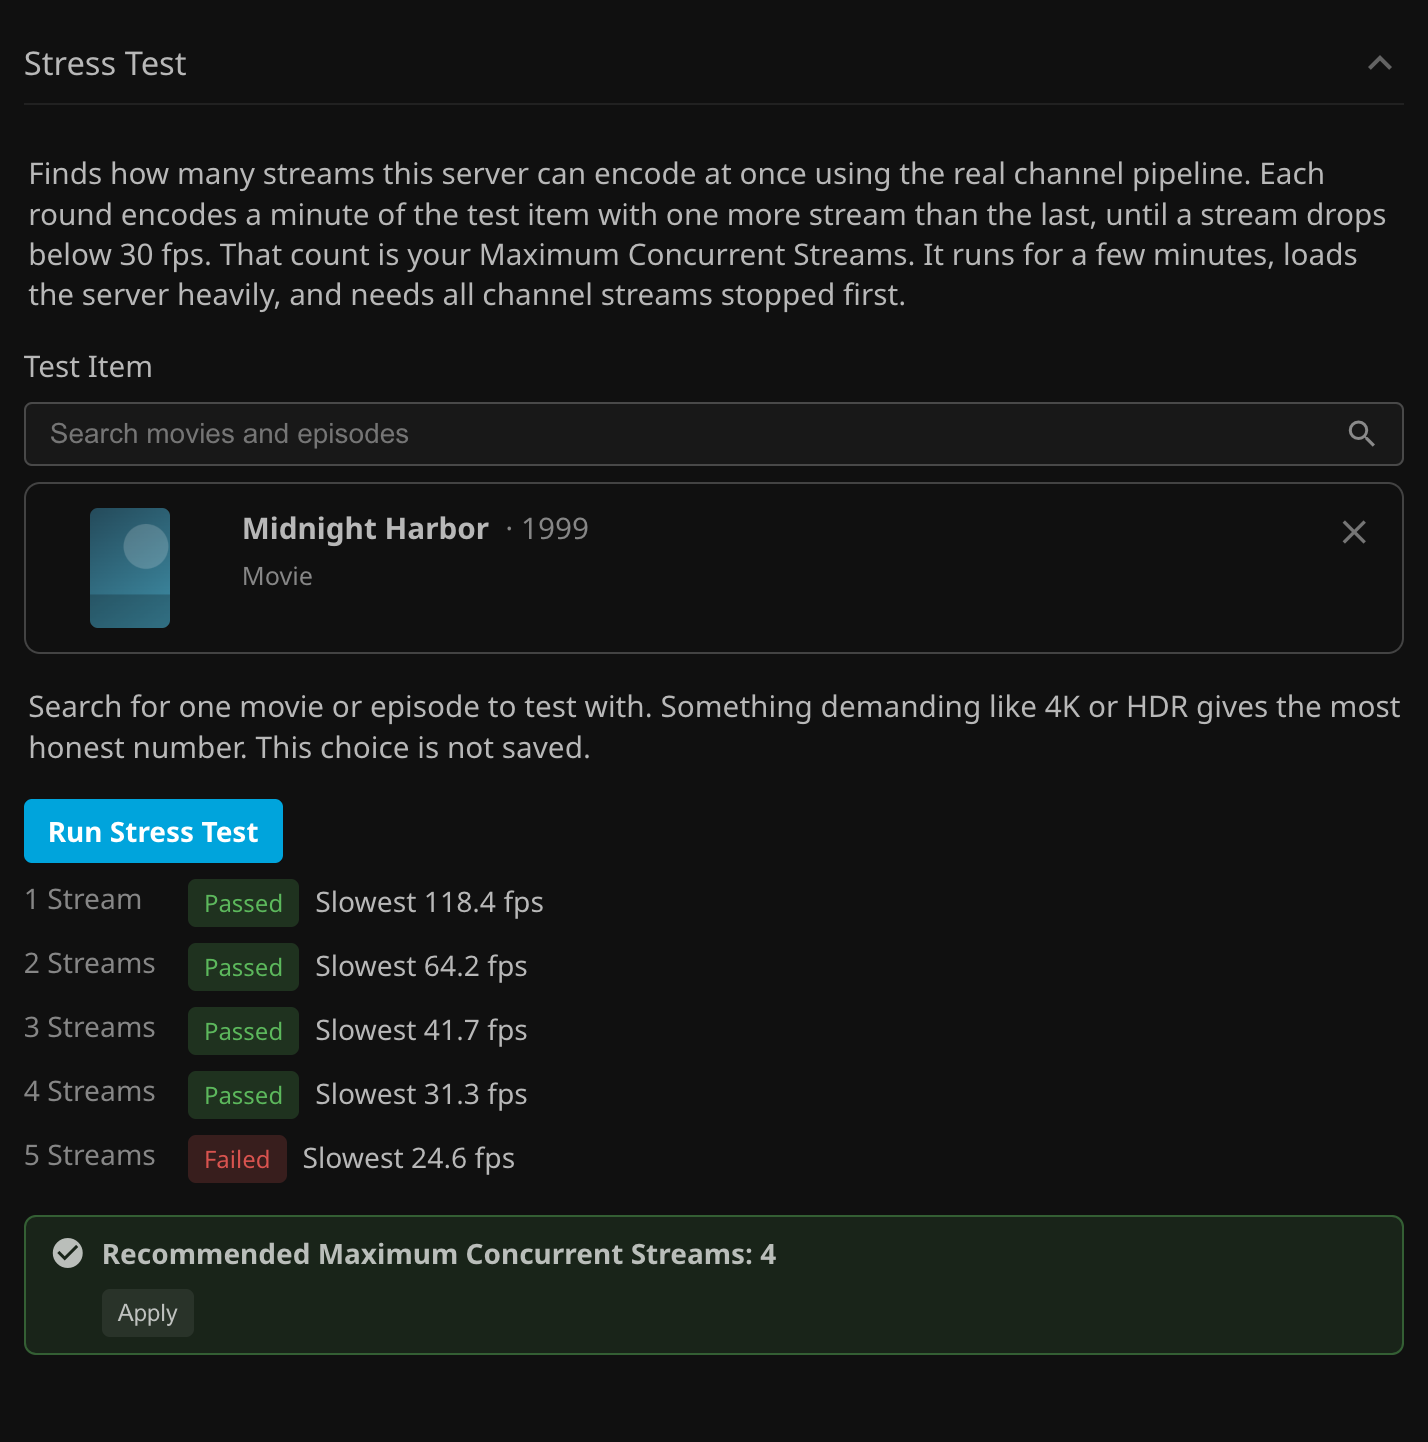 Stress Test
Finds how many streams this server can encode at once using the real channel pipeline. Each
round encodes a minute of the test item with one more stream than the last, until a stream drops
below 30 fps. That count is your Maximum Concurrent Streams. It runs for a few minutes, loads
the server heavily, and needs all channel streams stopped first.
Test Item
Search movies and episodes
Midnight Harbor · 1999
Movie
Search for one movie or episode to test with. Something demanding like 4K or HDR gives the most
honest number. This choice is not saved.
Run Stress Test
1 Stream Passed Slowest 118.4 fps
2 Streams Passed Slowest 64.2 fps
3 Streams Passed Slowest 41.7 fps
4 Streams Passed Slowest 31.3 fps
5 Streams Failed Slowest 24.6 fps
Recommended Maximum Concurrent Streams: 4
Apply